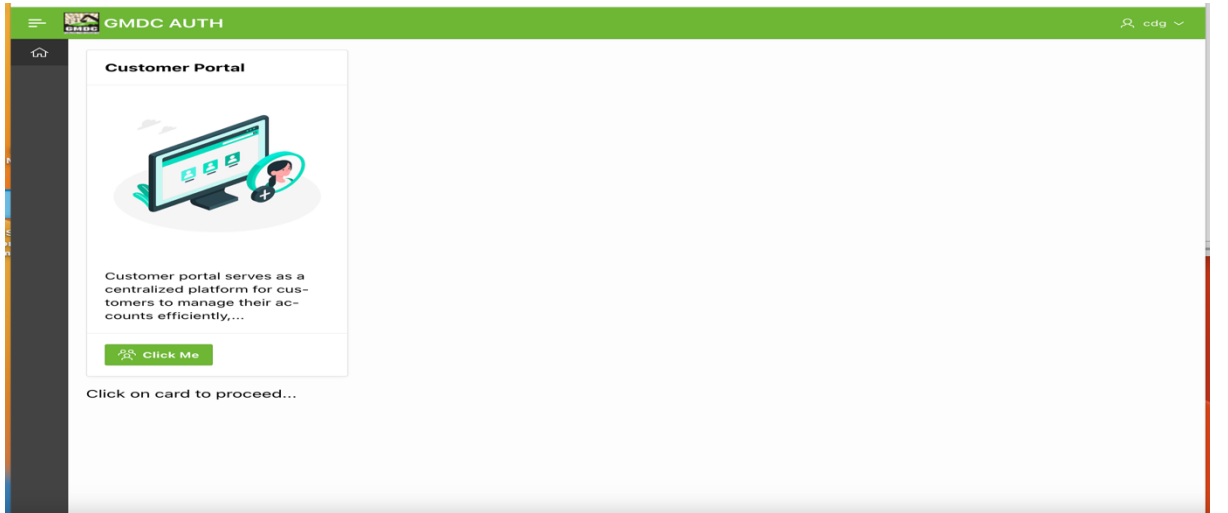 GMDC
GMDC AUTH
cdg
Customer Portal
Customer portal serves as a
centralized platform for cus-
tomers to manage their ac-
counts efficiently,...
Click Me
Click on card to proceed...